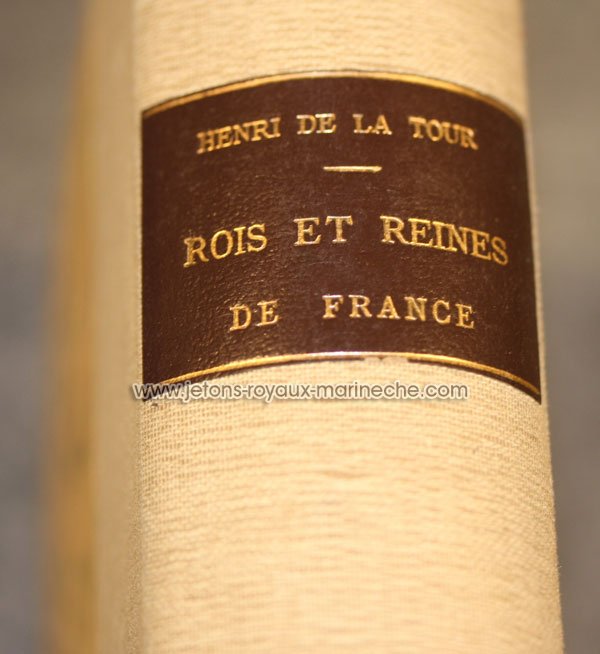 HENRI DE LA TOUR
ROIS ET REINES
DE FRANCE
www.jetons-royaux-marineche.com